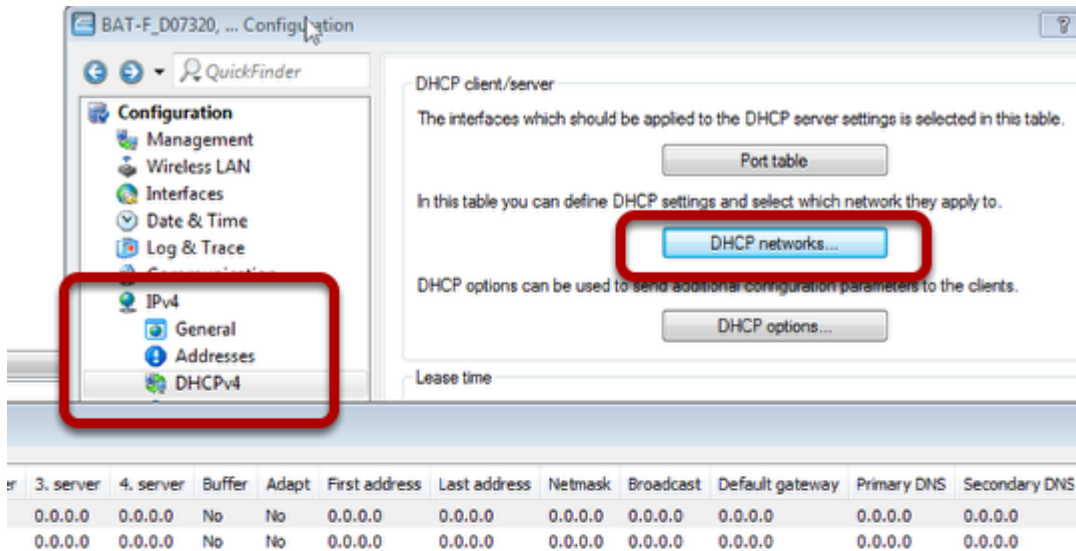 BAT-F_D07320, ... Configuration
QuickFinder
Configuration
Management
Wireless LAN
Interfaces
Date & Time
Log & Trace
IPv4
General
Addresses
DHCPv4
DHCP client/server
The interfaces which should be applied to the DHCP server settings is selected in this table.
Port table
In this table you can define DHCP settings and select which network they apply to.
DHCP networks...
DHCP options can be used to send additional configuration parameters to the clients.
DHCP options...
Lease time
3. server 4. server Buffer Adapt First address Last address Netmask Broadcast Default gateway Primary DNS Secondary DNS
0.0.0.0 0.0.0.0 No No 0.0.0.0 0.0.0.0 0.0.0.0 0.0.0.0 0.0.0.0 0.0.0.0 0.0.0.0
0.0.0.0 0.0.0.0 No No 0.0.0.0 0.0.0.0 0.0.0.0 0.0.0.0 0.0.0.0 0.0.0.0 0.0.0.0